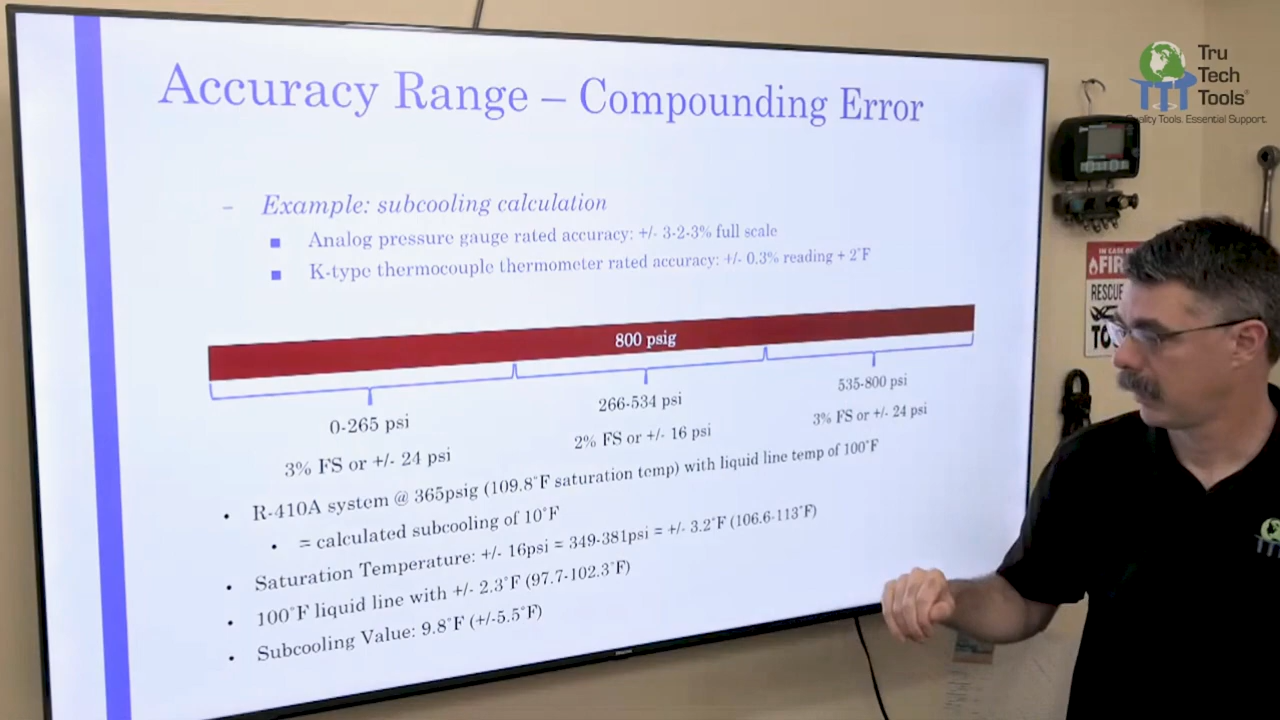 Accuracy Range – Compounding Error
– Example: subcooling calculation
■ Analog pressure gauge rated accuracy: +/- 3-2-3% full scale
■ K-type thermocouple thermometer rated accuracy: +/- 0.3% reading + 2˚F
800 psig
0-265 psi
266-534 psi
535-800 psi
3% FS or +/- 24 psi
2% FS or +/- 16 psi
3% FS or +/- 24 psi
• R-410A system @ 365psig (109.8˚F saturation temp) with liquid line temp of 100˚F
• = calculated subcooling of 10˚F
• Saturation Temperature: +/- 16psi = 349-381psi = +/- 3.2˚F (106.6-113˚F)
• 100˚F liquid line with +/- 2.3˚F (97.7-102.3˚F)
• Subcooling Value: 9.8˚F (+/-5.5˚F)
Tru
Tech
Tools®
Quality Tools. Essential Support.
IN CASE OF
FIR
RESCUE
TO